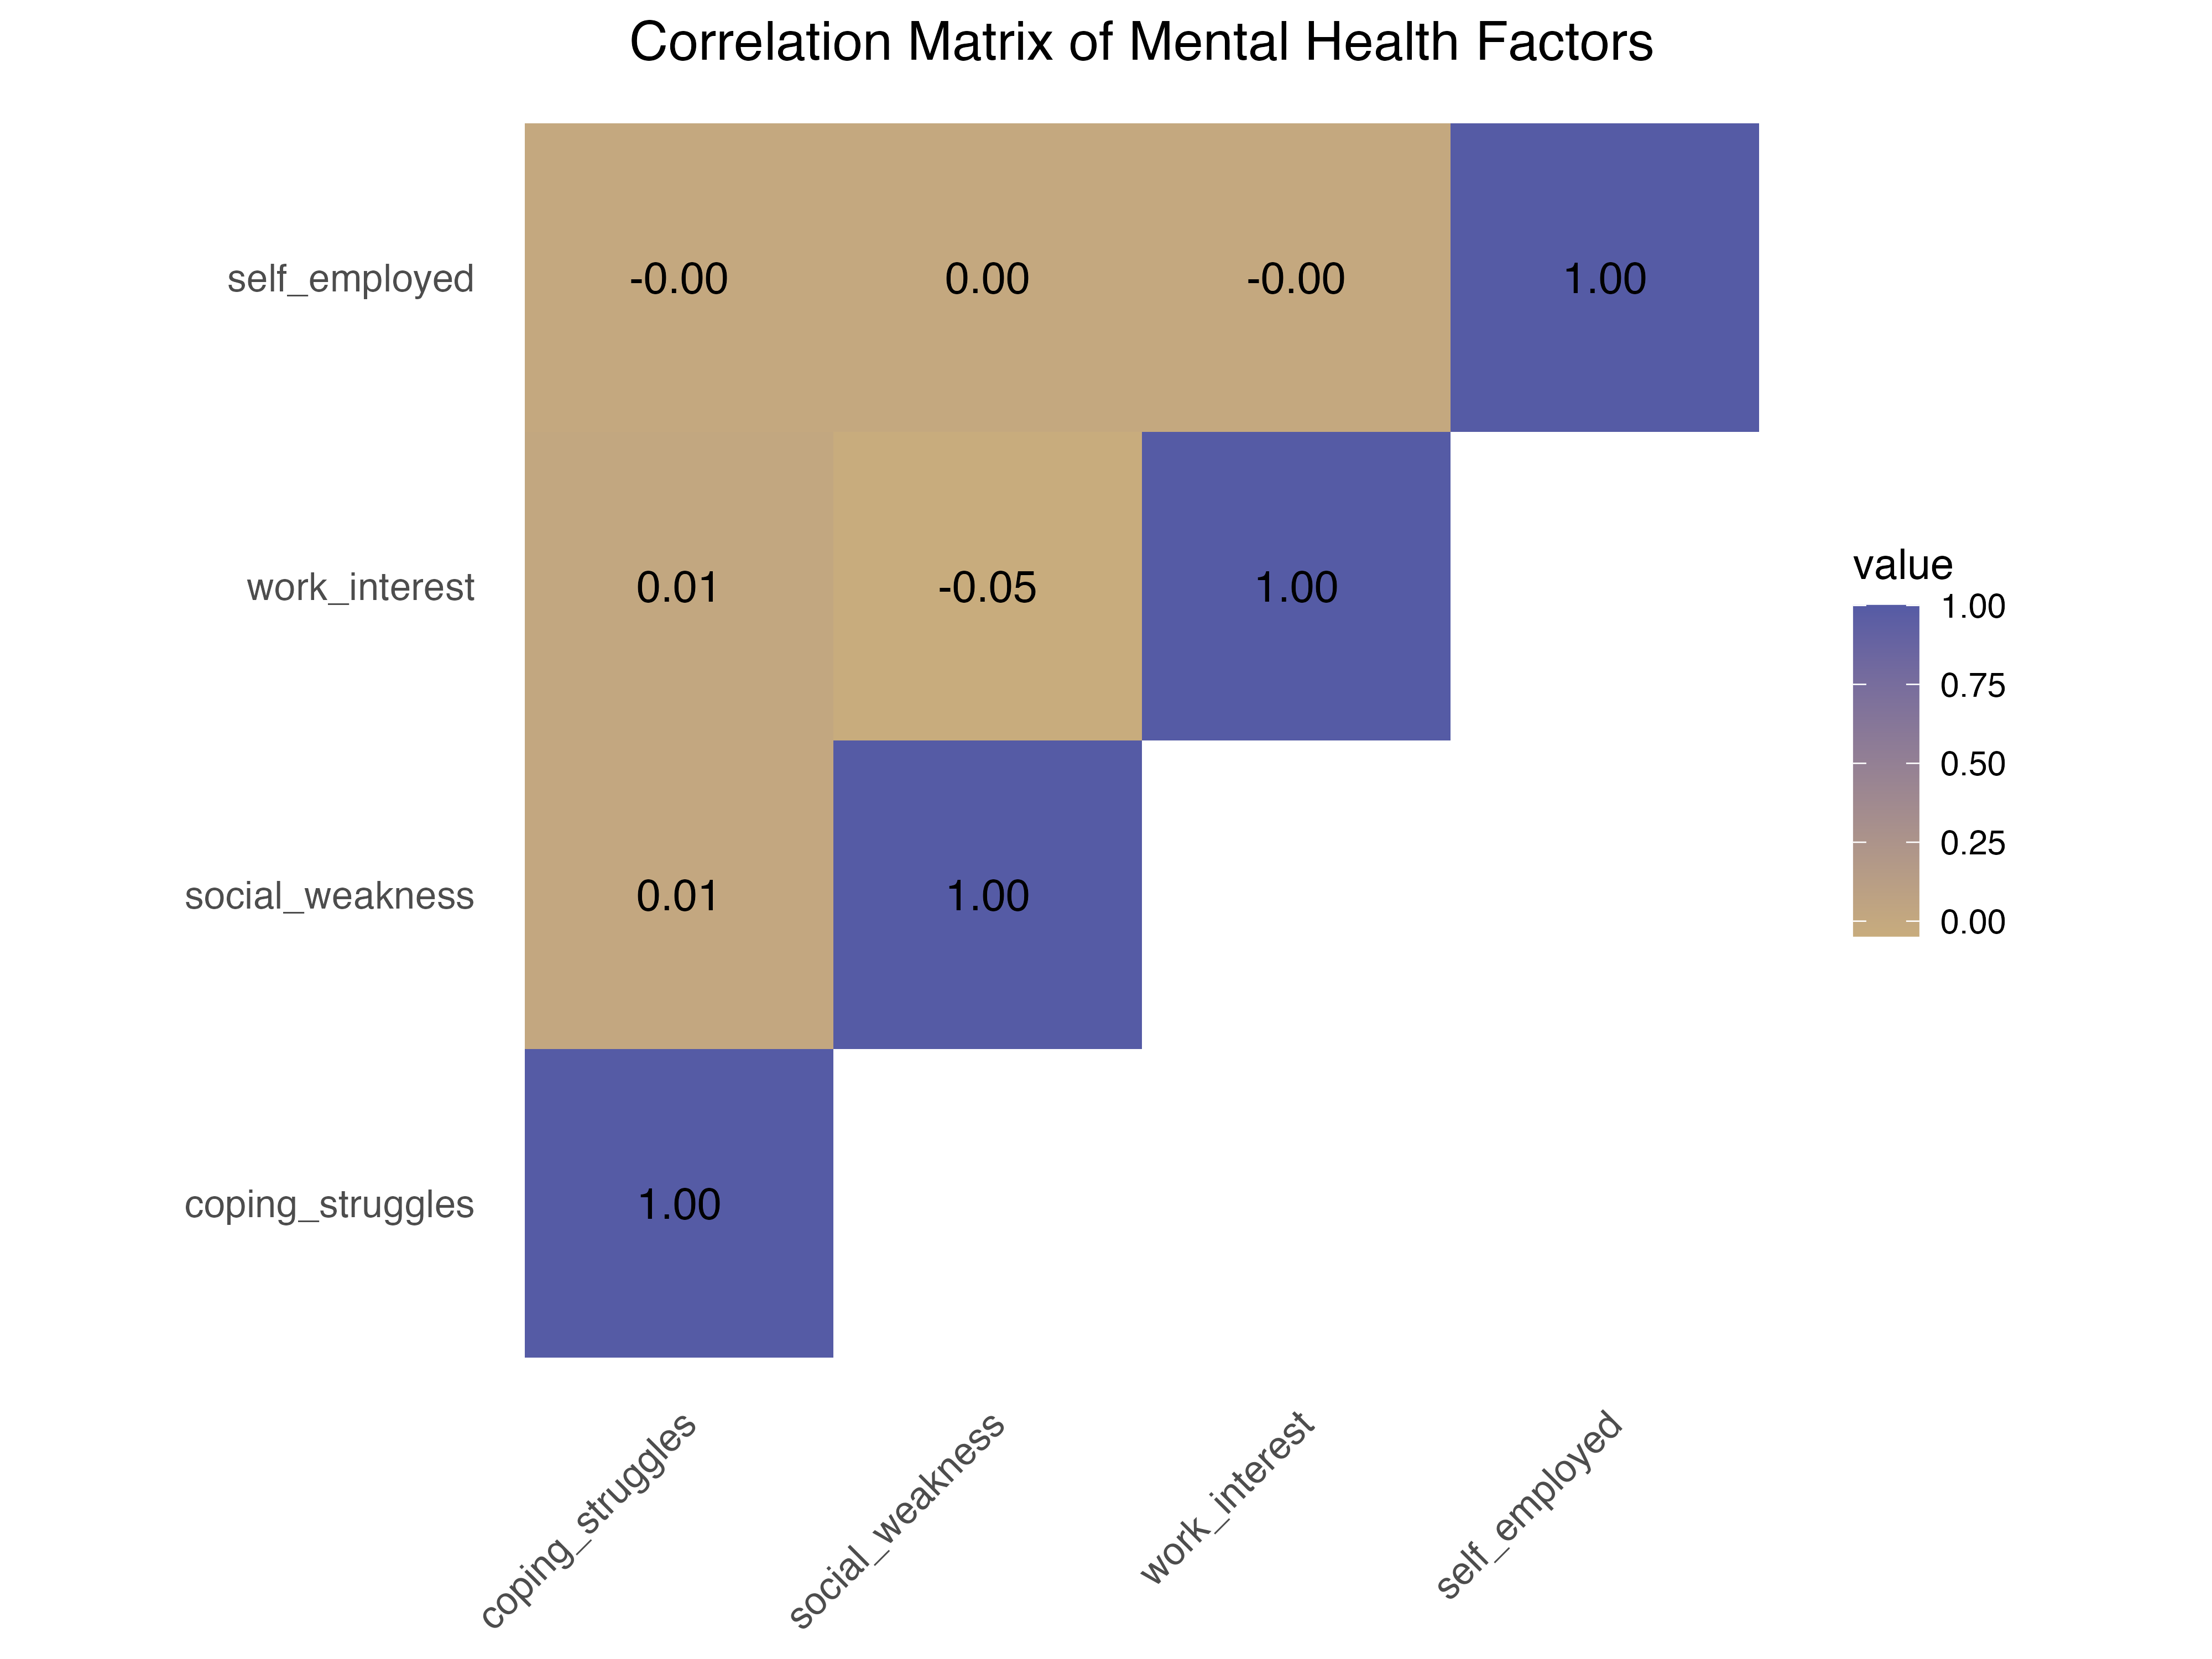 Correlation Matrix of Mental Health Factors
self_employed
-0.00
0.00
-0.00
1.00
work_interest
0.01
-0.05
1.00
social_weakness
0.01
1.00
coping_struggles
1.00
coping_struggles
social_weakness
work_interest
self_employed
value
1.00
0.75
0.50
0.25
0.00